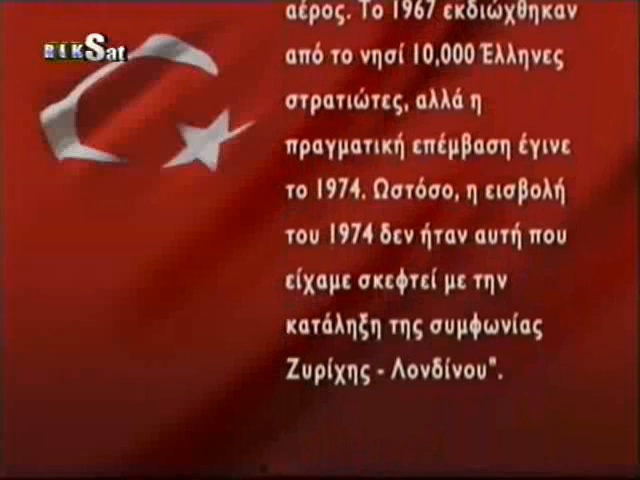 RIKSat
αέρος. Το 1967 εκδιώχθηκαν
από το νησί 10,000 Έλληνες
στρατιώτες, αλλά η
πραγματική επέμβαση έγινε
το 1974. Ωστόσο, η εισβολή
του 1974 δεν ήταν αυτή που
είχαμε σκεφτεί με την
κατάληξη της συμφωνίας
Ζυρίχης - Λονδίνου".